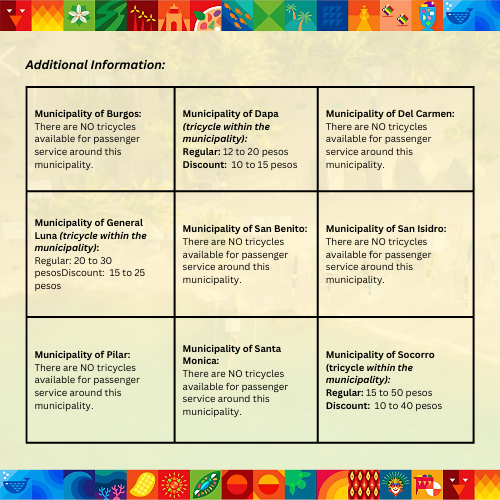 Additional Information:
Municipality of Burgos:
There are NO tricycles
available for passenger
service around this
municipality.
Municipality of Dapa
(tricycle within the
municipality):
Regular: 12 to 20 pesos
Discount: 10 to 15 pesos
Municipality of Del Carmen:
There are NO tricycles
available for passenger
service around this
municipality.
Municipality of General
Luna (tricycle within the
municipality):
Regular: 20 to 30
pesosDiscount: 15 to 25
pesos
Municipality of San Benito:
There are NO tricycles
available for passenger
service around this
municipality.
Municipality of San Isidro:
There are NO tricycles
available for passenger
service around this
municipality.
Municipality of Pilar:
There are NO tricycles
available for passenger
service around this
municipality.
Municipality of Santa
Monica:
There are NO tricycles
available for passenger
service around this
municipality.
Municipality of Socorro
(tricycle within the
municipality):
Regular: 15 to 50 pesos
Discount: 10 to 40 pesos